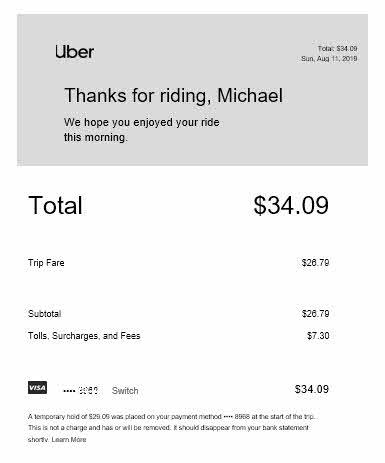 Uber
Total: $34.09
Sun, Aug 11, 2019
Thanks for riding, Michael
We hope you enjoyed your ride
this morning.
Total $34.09
Trip Fare $26.79
Subtotal $26.79
Tolls, Surcharges, and Fees $7.30
VISA •••• Switch $34.09
A temporary hold of $29.09 was placed on your payment method •••• 8968 at the start of the trip.
This is not a charge and has or will be removed. It should disappear from your bank statement
shortly. Learn More